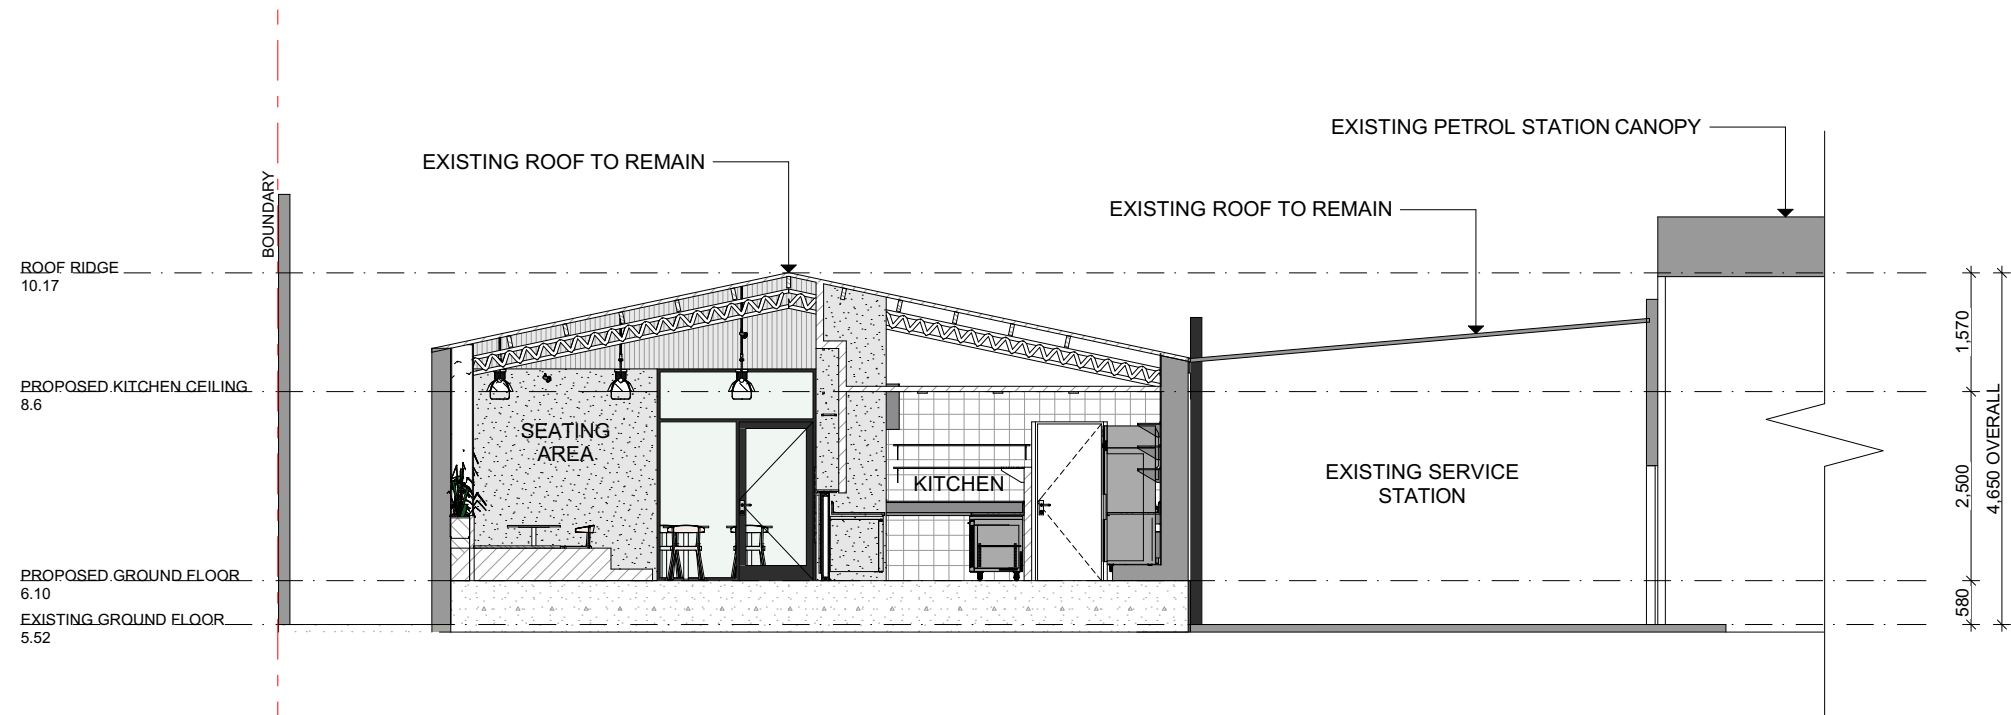 EXISTING PETROL STATION CANOPY
EXISTING ROOF TO REMAIN
BOUNDARY
EXISTING ROOF TO REMAIN
ROOF RIDGE
10.17
1,570
PROPOSED KITCHEN CEILING
8.6
4,650 OVERALL
SEATING
AREA
KITCHEN
EXISTING SERVICE
STATION
2,500
PROPOSED GROUND FLOOR
6.10
580
EXISTING GROUND FLOOR
5.52